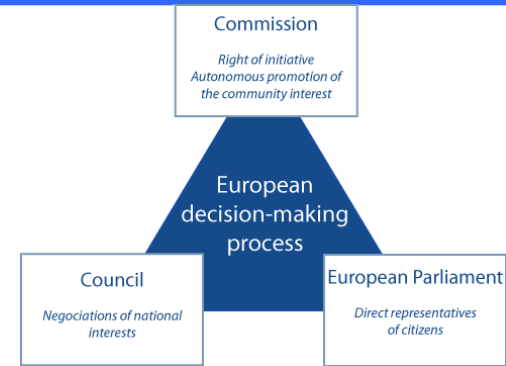 Commission
Right of initiative
Autonomous promotion of
the community interest
European
decision-making
process
Council
Negociations of national
interests
European Parliament
Direct representatives
of citizens